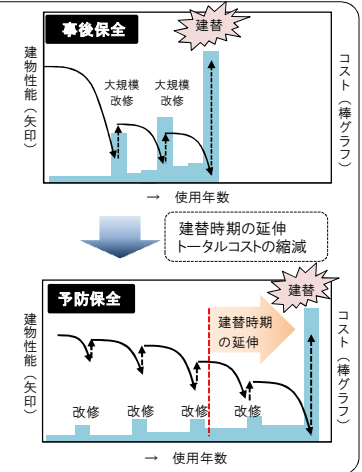 事後保全
建替
建物性能（矢印）
コスト（棒グラフ）
大規模
改修
大規模
改修
→ 使用年数
建替時期の延伸
トータルコストの縮減
予防保全
建替
建替時期
の延伸
建物性能（矢印）
コスト（棒グラフ）
改修
改修
改修
改修
→ 使用年数